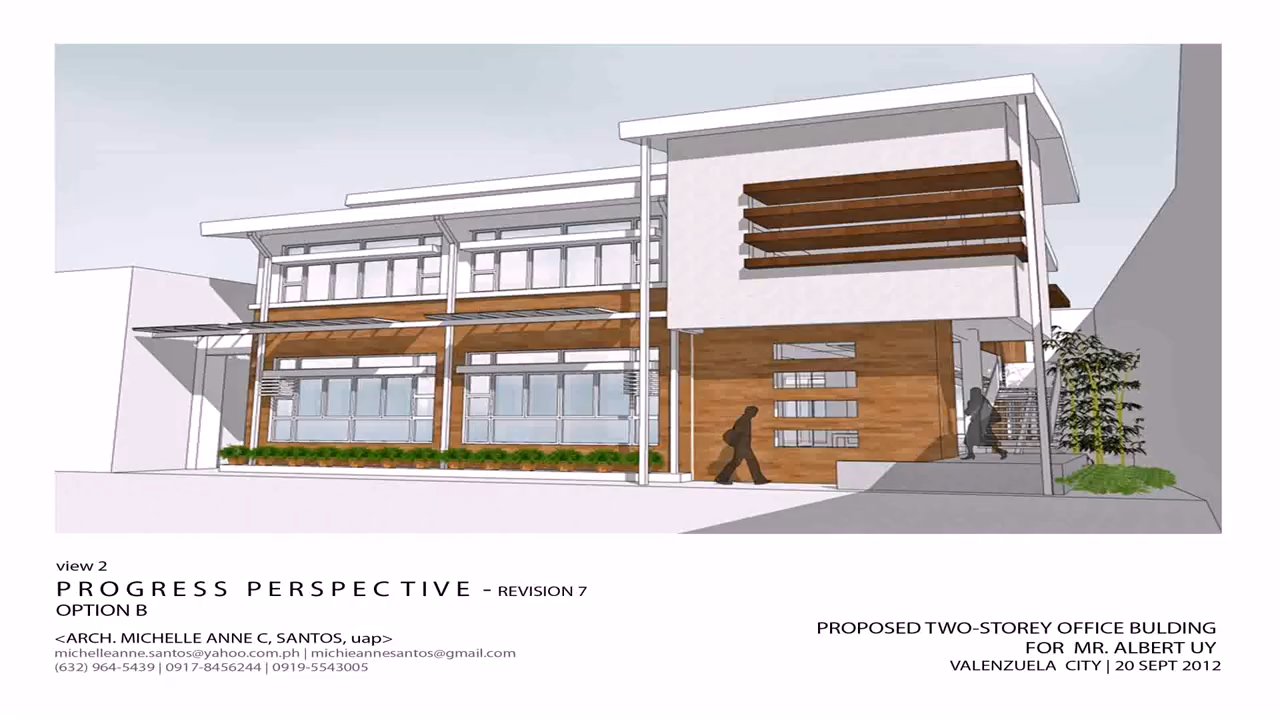 view 2
PROGRESS PERSPECTIVE - REVISION 7
OPTION B
<ARCH. MICHELLE ANNE C, SANTOS, uap>
michelleanne.santos@yahoo.com.ph | michieannesantos@gmail.com
(632) 964-5439 | 0917-8456244 | 0919-5543005
PROPOSED TWO-STOREY OFFICE BULDING
FOR MR. ALBERT UY
VALENZUELA CITY | 20 SEPT 2012